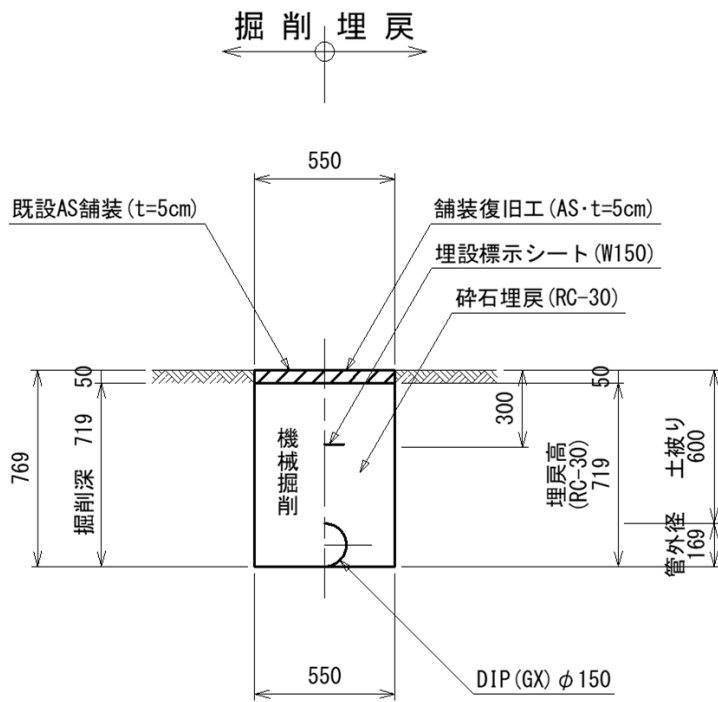 掘 削 埋 戻
550
既設AS舗装(t=5cm)
舗装復旧工(AS·t=5cm)
埋設標示シート(W150)
砕石埋戻(RC-30)
50
50
300
769
掘削深 719
機械掘削
埋戻高
(RC-30)
719
土被り
600
管外径
169
550
DIP(GX)φ150